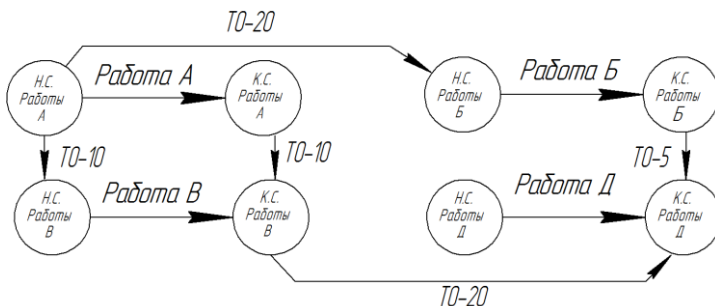 ТО-20
Н.С.
Работы
А
Работа А
К.С.
Работы
А
Н.С.
Работы
Б
Работа Б
К.С.
Работы
Б
ТО-10
ТО-10
ТО-5
Н.С.
Работы
В
Работа В
К.С.
Работы
В
Н.С.
Работы
Д
Работа Д
К.С.
Работы
Д
ТО-20